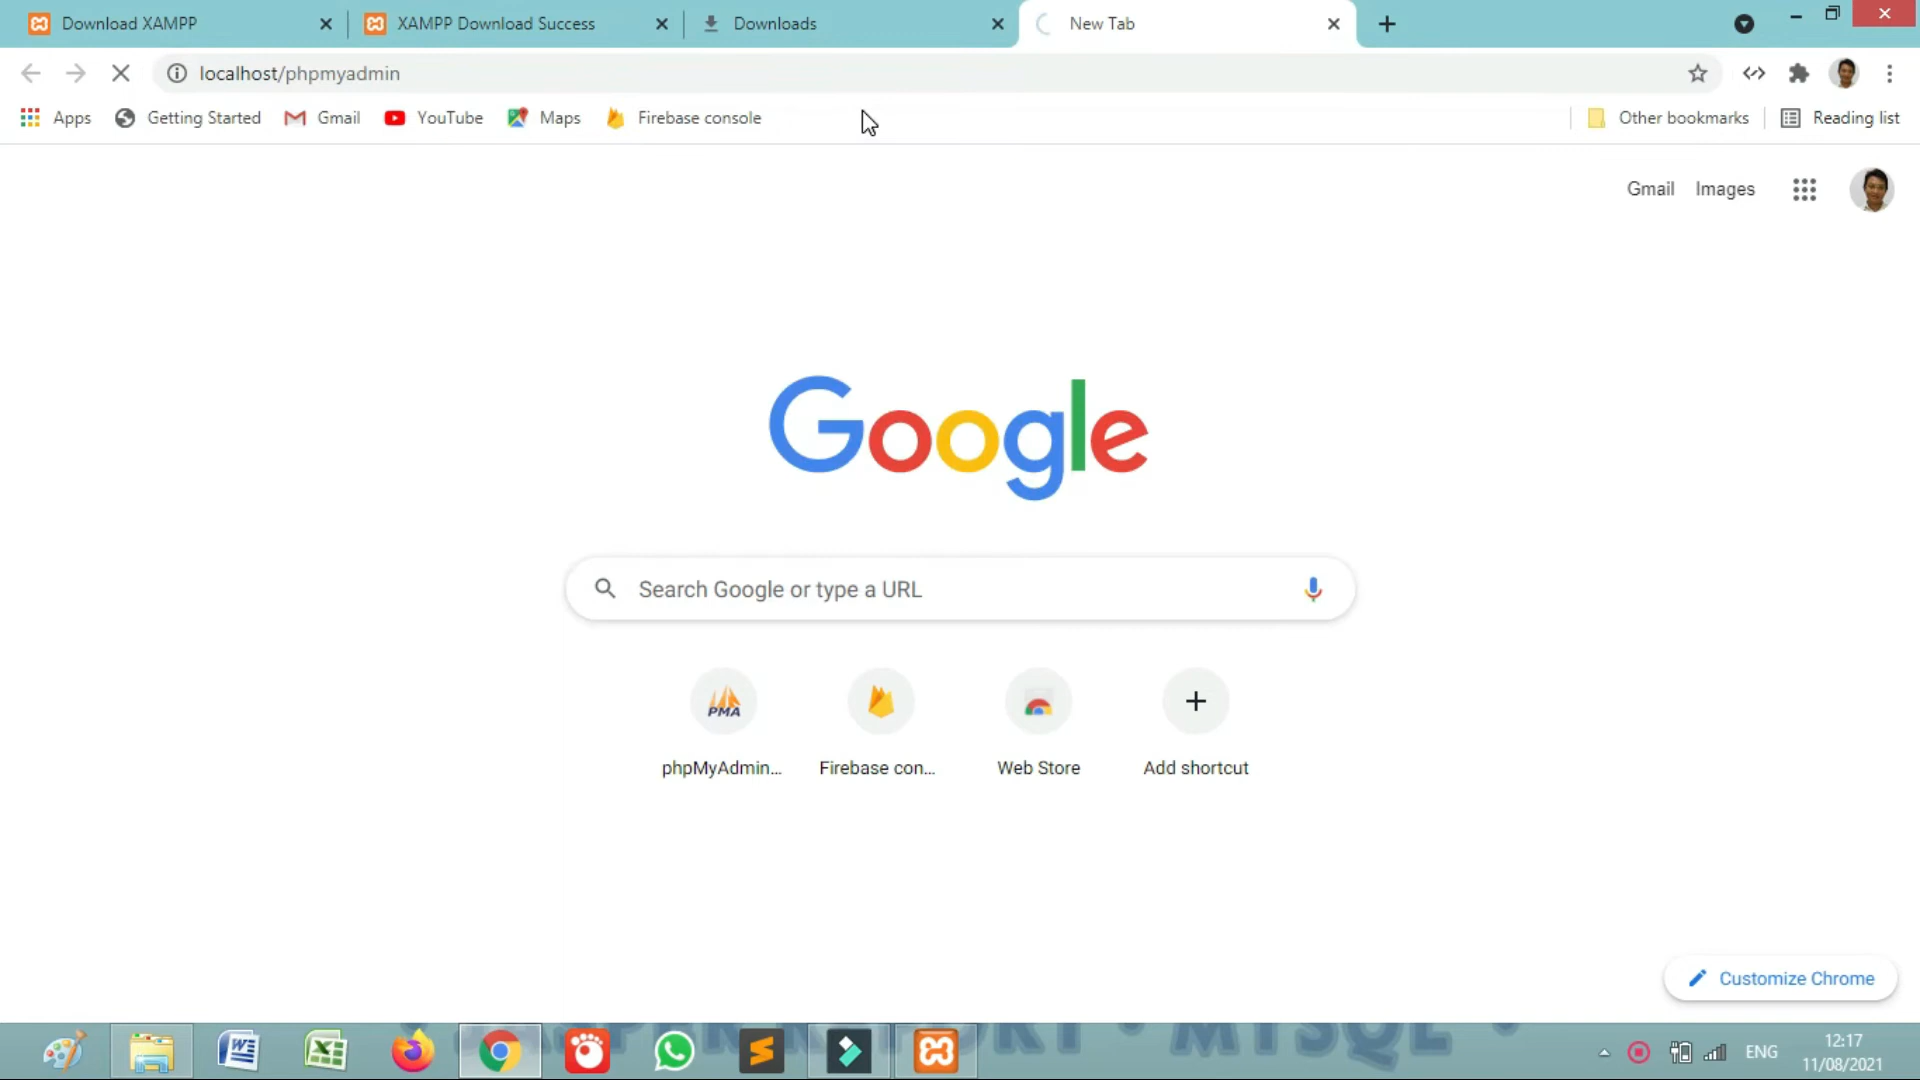 Download XAMPP
XAMPP Download Success
Downloads
New Tab
localhost/phpmyadmin
Apps
Getting Started
Gmail
YouTube
Maps
Firebase console
Other bookmarks
Reading list
Gmail
Images
Google
Search Google or type a URL
PMA
phpMyAdmin...
Firebase con...
Web Store
Add shortcut
Customize Chrome
MYSQL
ENG
12:17
11/08/2021